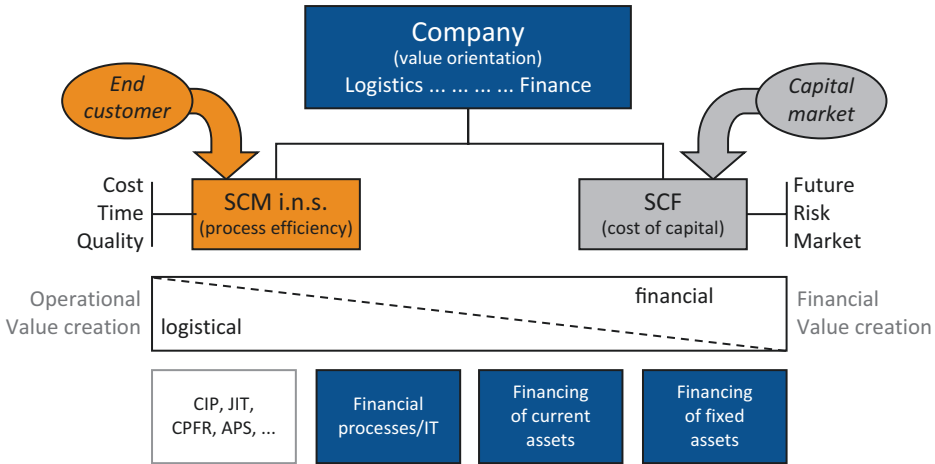 Company
(value orientation)
Logistics ... ... ... ... Finance
End
customer
Capital
market
Cost
Time
Quality
SCM i.n.s.
(process efficiency)
SCF
(cost of capital)
Future
Risk
Market
Operational
Value creation
logistical
financial
Financial
Value creation
CIP, JIT,
CPFR, APS, ...
Financial
processes/IT
Financing
of current
assets
Financing
of fixed
assets